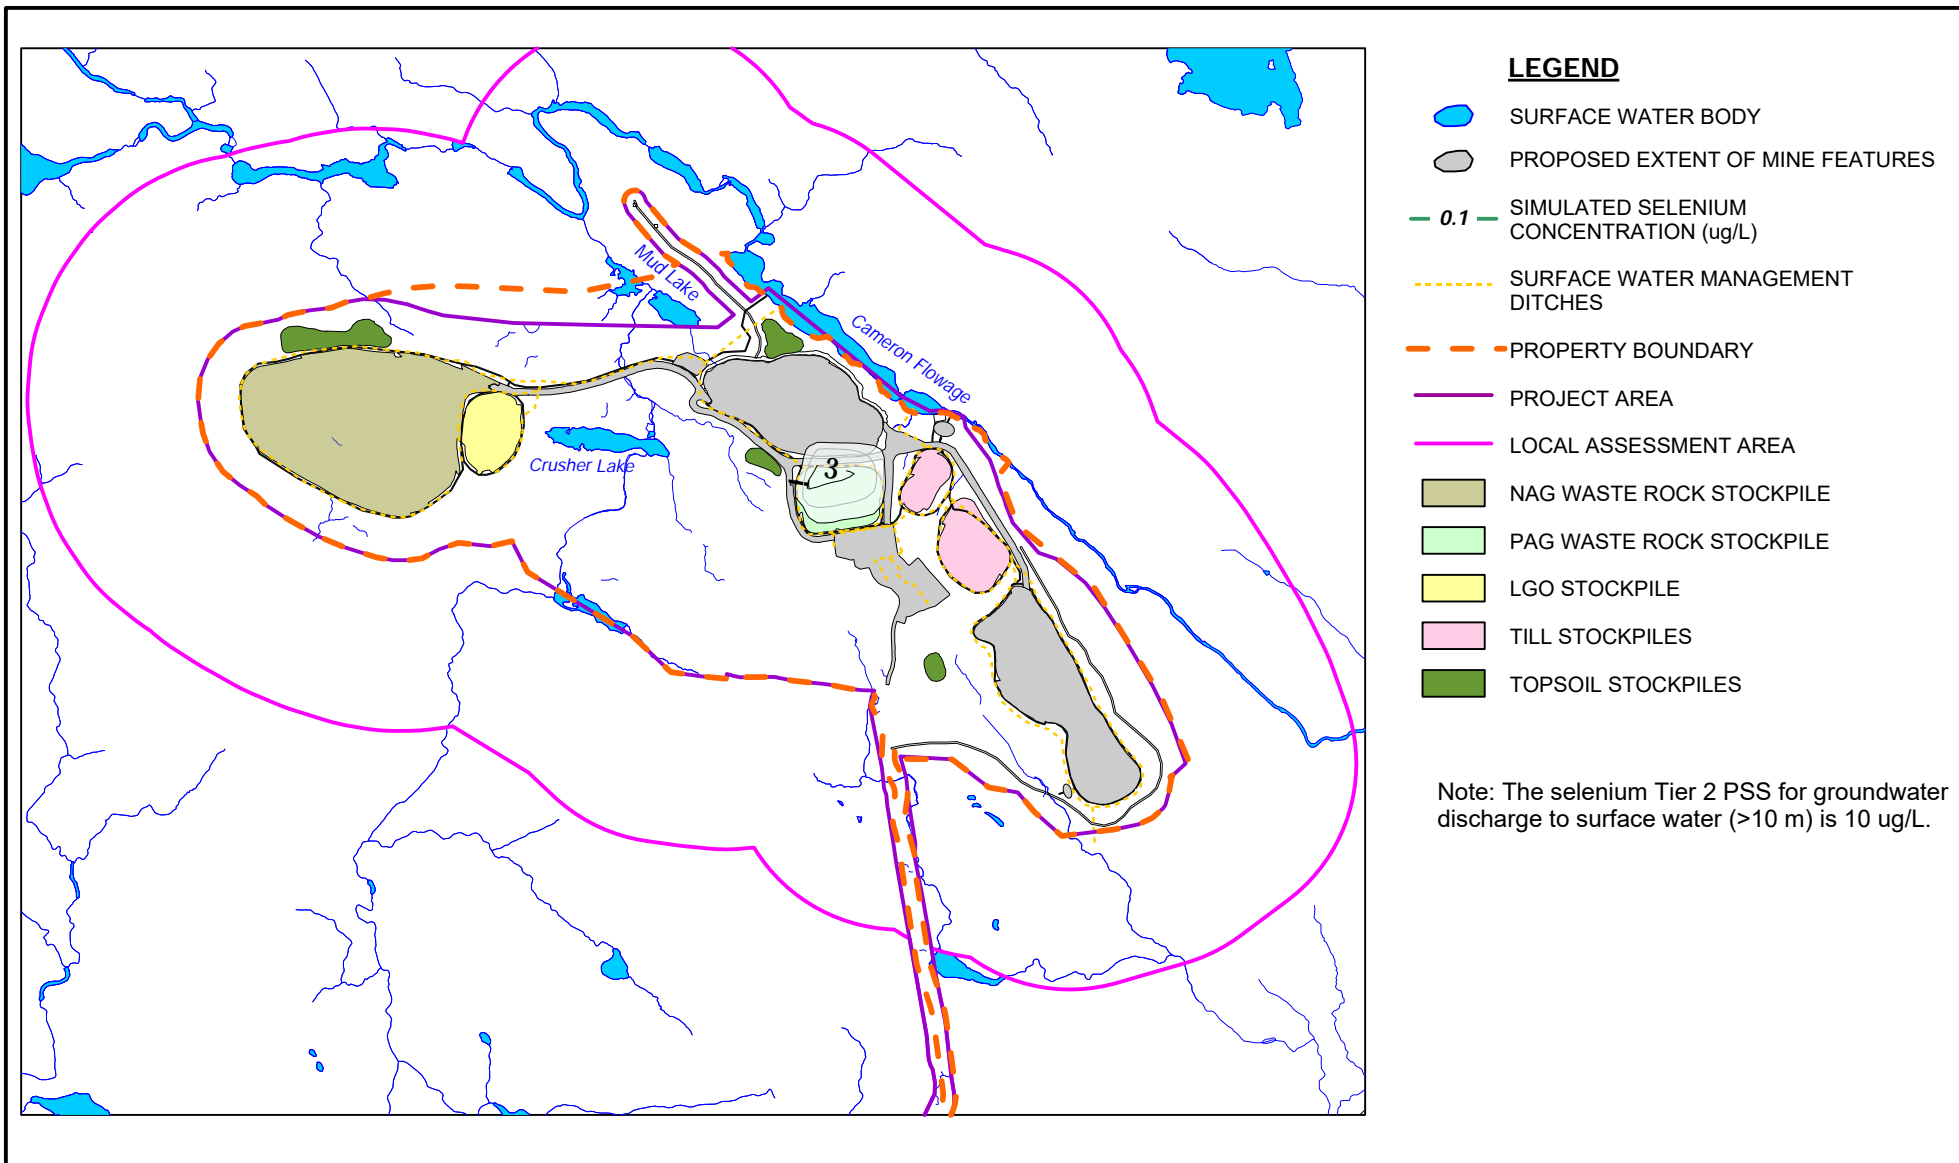 LEGEND
SURFACE WATER BODY
PROPOSED EXTENT OF MINE FEATURES
0.1
SIMULATED SELENIUM
CONCENTRATION (ug/L)
SURFACE WATER MANAGEMENT
DITCHES
PROPERTY BOUNDARY
PROJECT AREA
LOCAL ASSESSMENT AREA
NAG WASTE ROCK STOCKPILE
PAG WASTE ROCK STOCKPILE
LGO STOCKPILE
TILL STOCKPILES
TOPSOIL STOCKPILES
Note: The selenium Tier 2 PSS for groundwater
discharge to surface water (>10 m) is 10 ug/L.
Mud Lake
Cameron Flowage
Crusher Lake
3